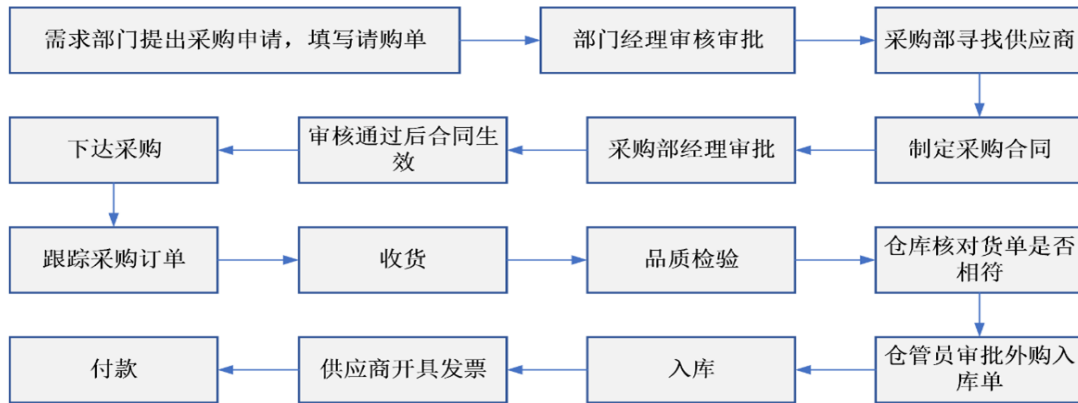 需求部门提出采购申请，填写请购单
部门经理审核审批
采购部寻找供应商
制定采购合同
采购部经理审批
审核通过后合同生
效
下达采购
跟踪采购订单
收货
品质检验
仓库核对货单是否
相符
仓管员审批外购入
库单
入库
供应商开具发票
付款